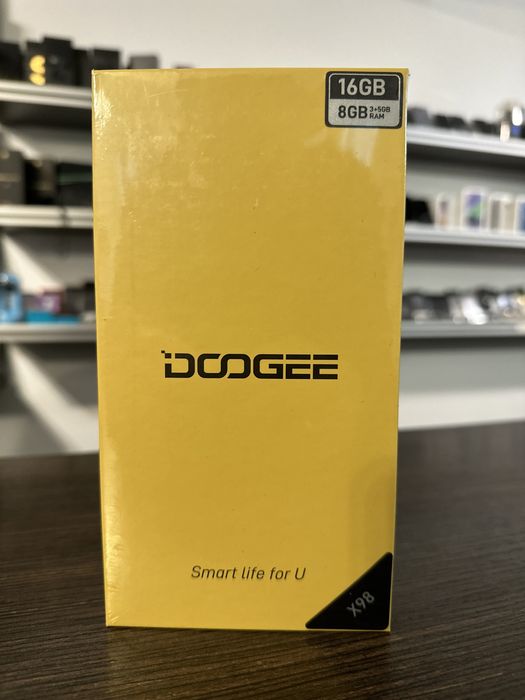 16GB
8GB 3+5GB RAM
DOOGEE
Smart life for U
X98